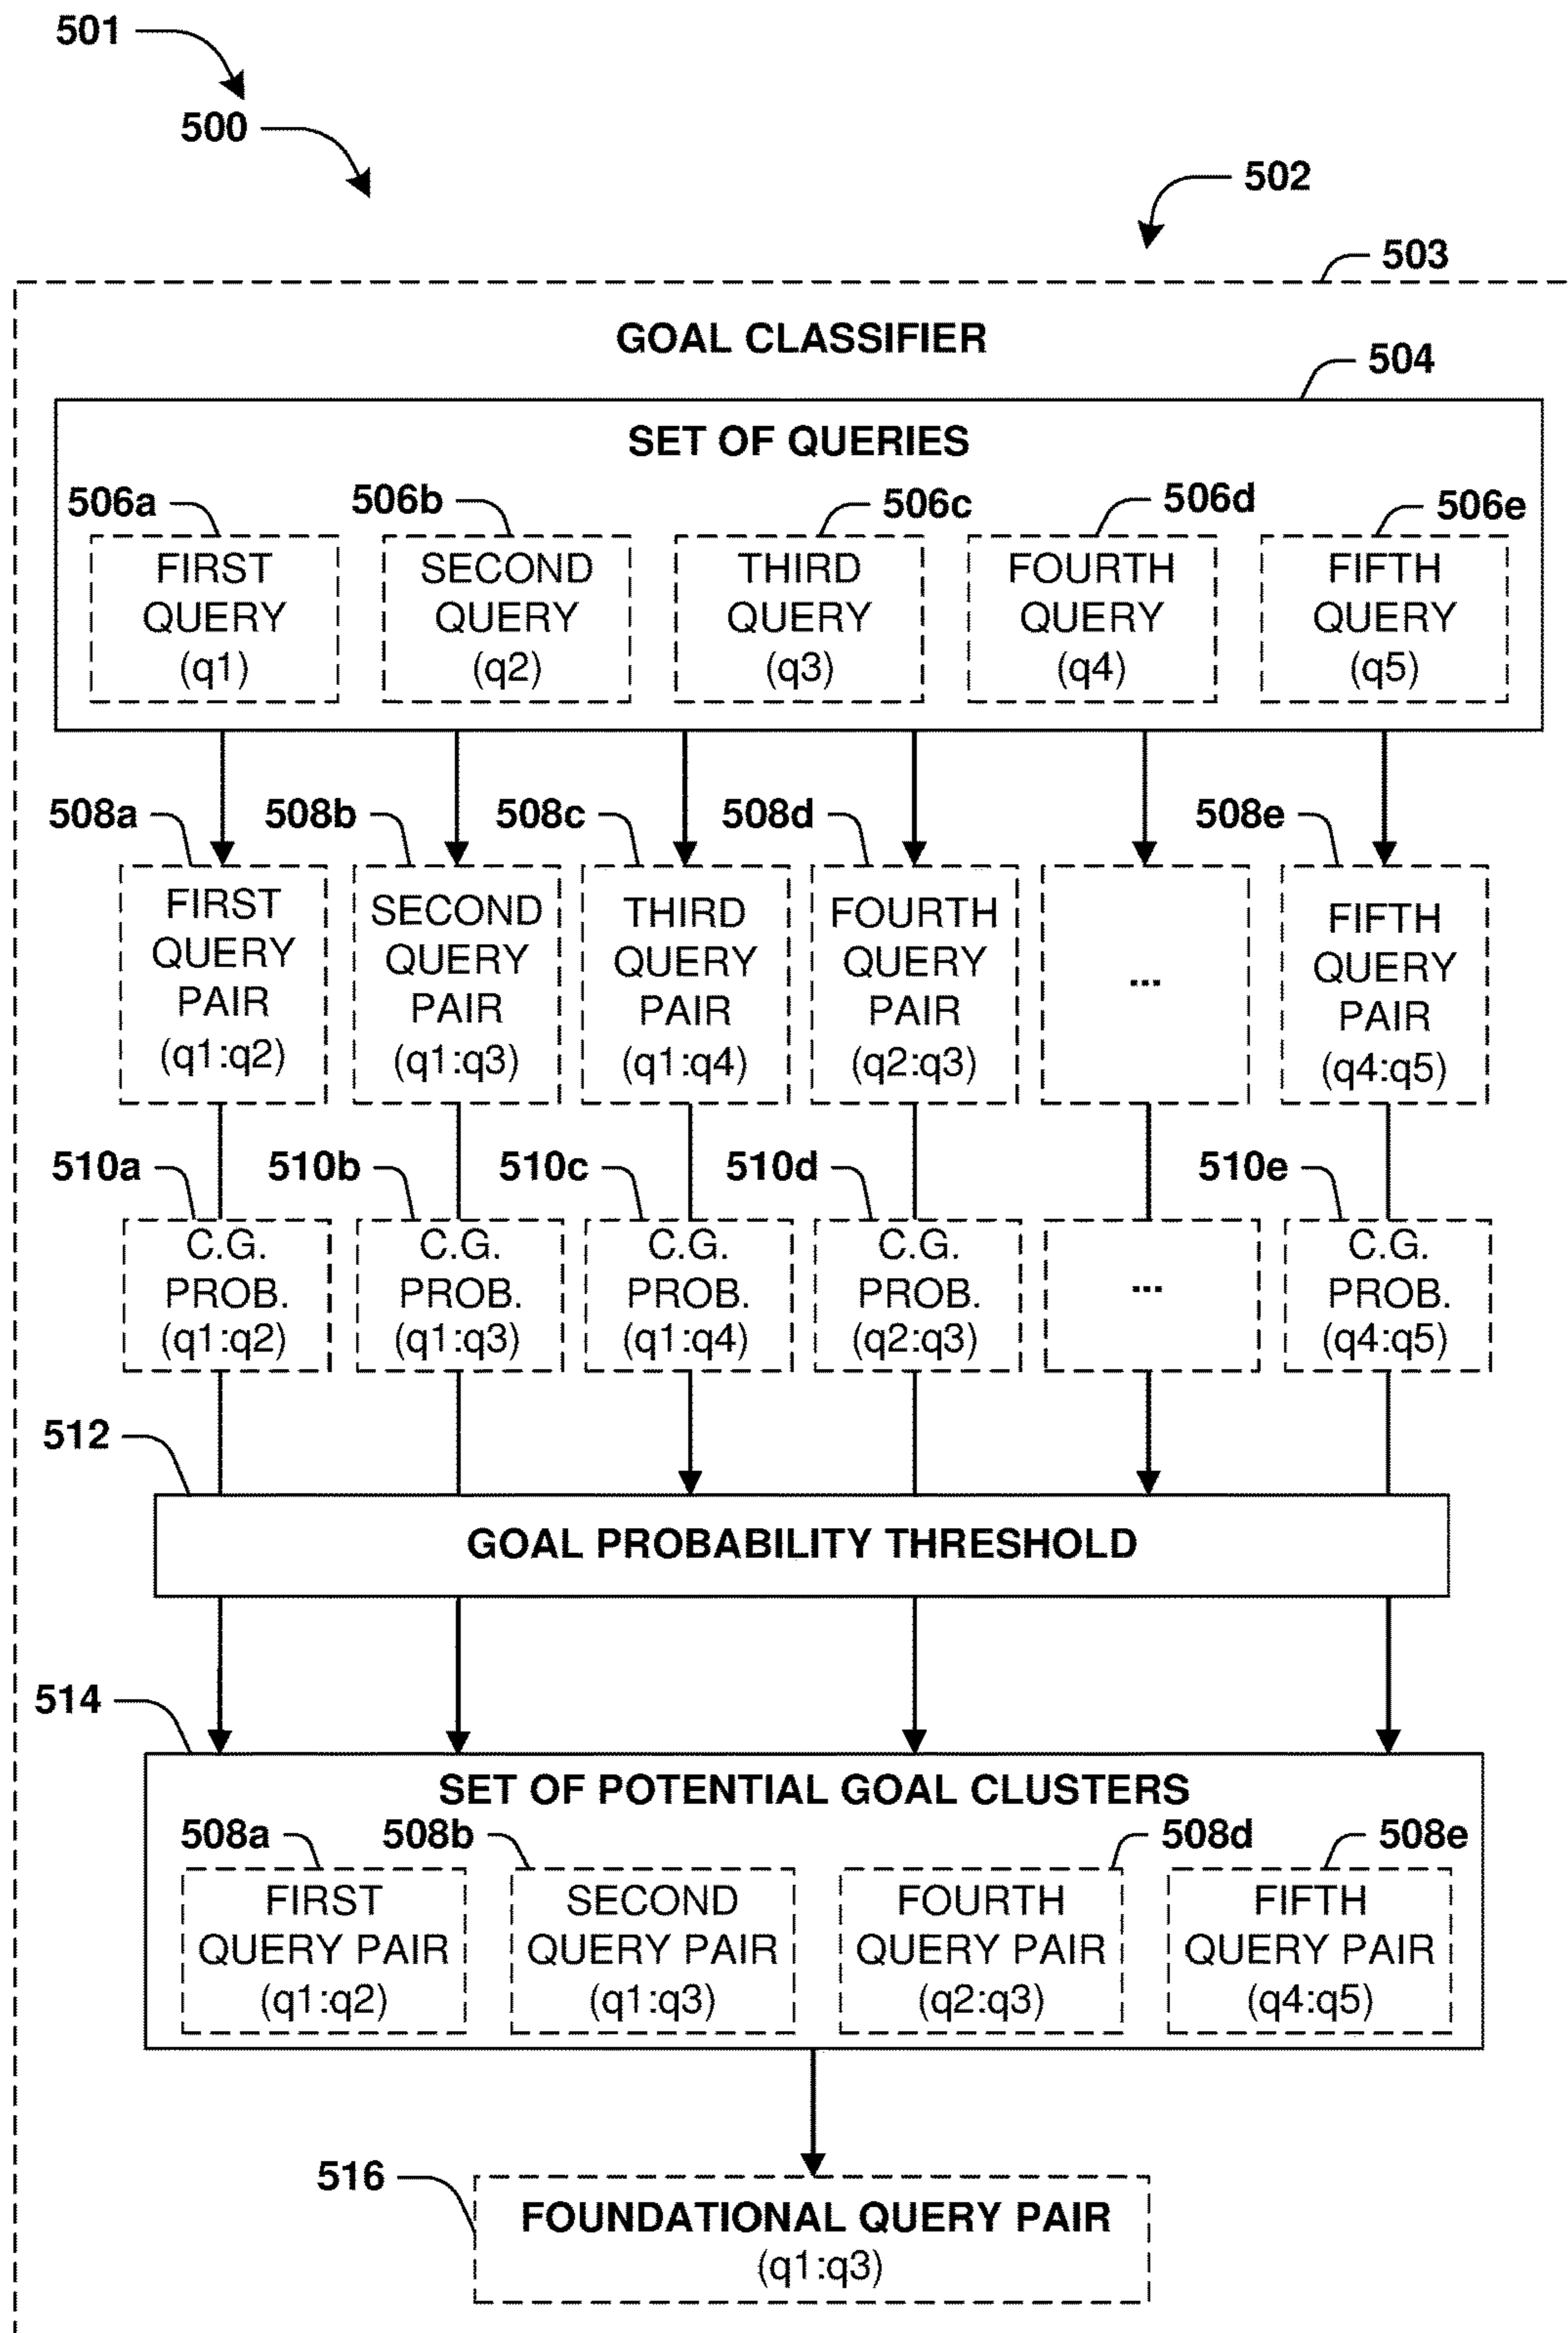 501
500
502
503
GOAL CLASSIFIER
504
SET OF QUERIES
506a
506b
506c
506d
506e
FIRST
QUERY
(q1)
SECOND
QUERY
(q2)
THIRD
QUERY
(q3)
FOURTH
QUERY
(q4)
FIFTH
QUERY
(q5)
508a
508b
508c
508d
508e
FIRST
QUERY
PAIR
(q1:q2)
SECOND
QUERY
PAIR
(q1:q3)
THIRD
QUERY
PAIR
(q1:q4)
FOURTH
QUERY
PAIR
(q2:q3)
...
FIFTH
QUERY
PAIR
(q4:q5)
510a
510b
510c
510d
510e
C.G.
PROB.
(q1:q2)
C.G.
PROB.
(q1:q3)
C.G.
PROB.
(q1:q4)
C.G.
PROB.
(q2:q3)
...
C.G.
PROB.
(q4:q5)
512
GOAL PROBABILITY THRESHOLD
514
SET OF POTENTIAL GOAL CLUSTERS
508a
508b
508d
508e
FIRST
QUERY PAIR
(q1:q2)
SECOND
QUERY PAIR
(q1:q3)
FOURTH
QUERY PAIR
(q2:q3)
FIFTH
QUERY PAIR
(q4:q5)
516
FOUNDATIONAL QUERY PAIR
(q1:q3)